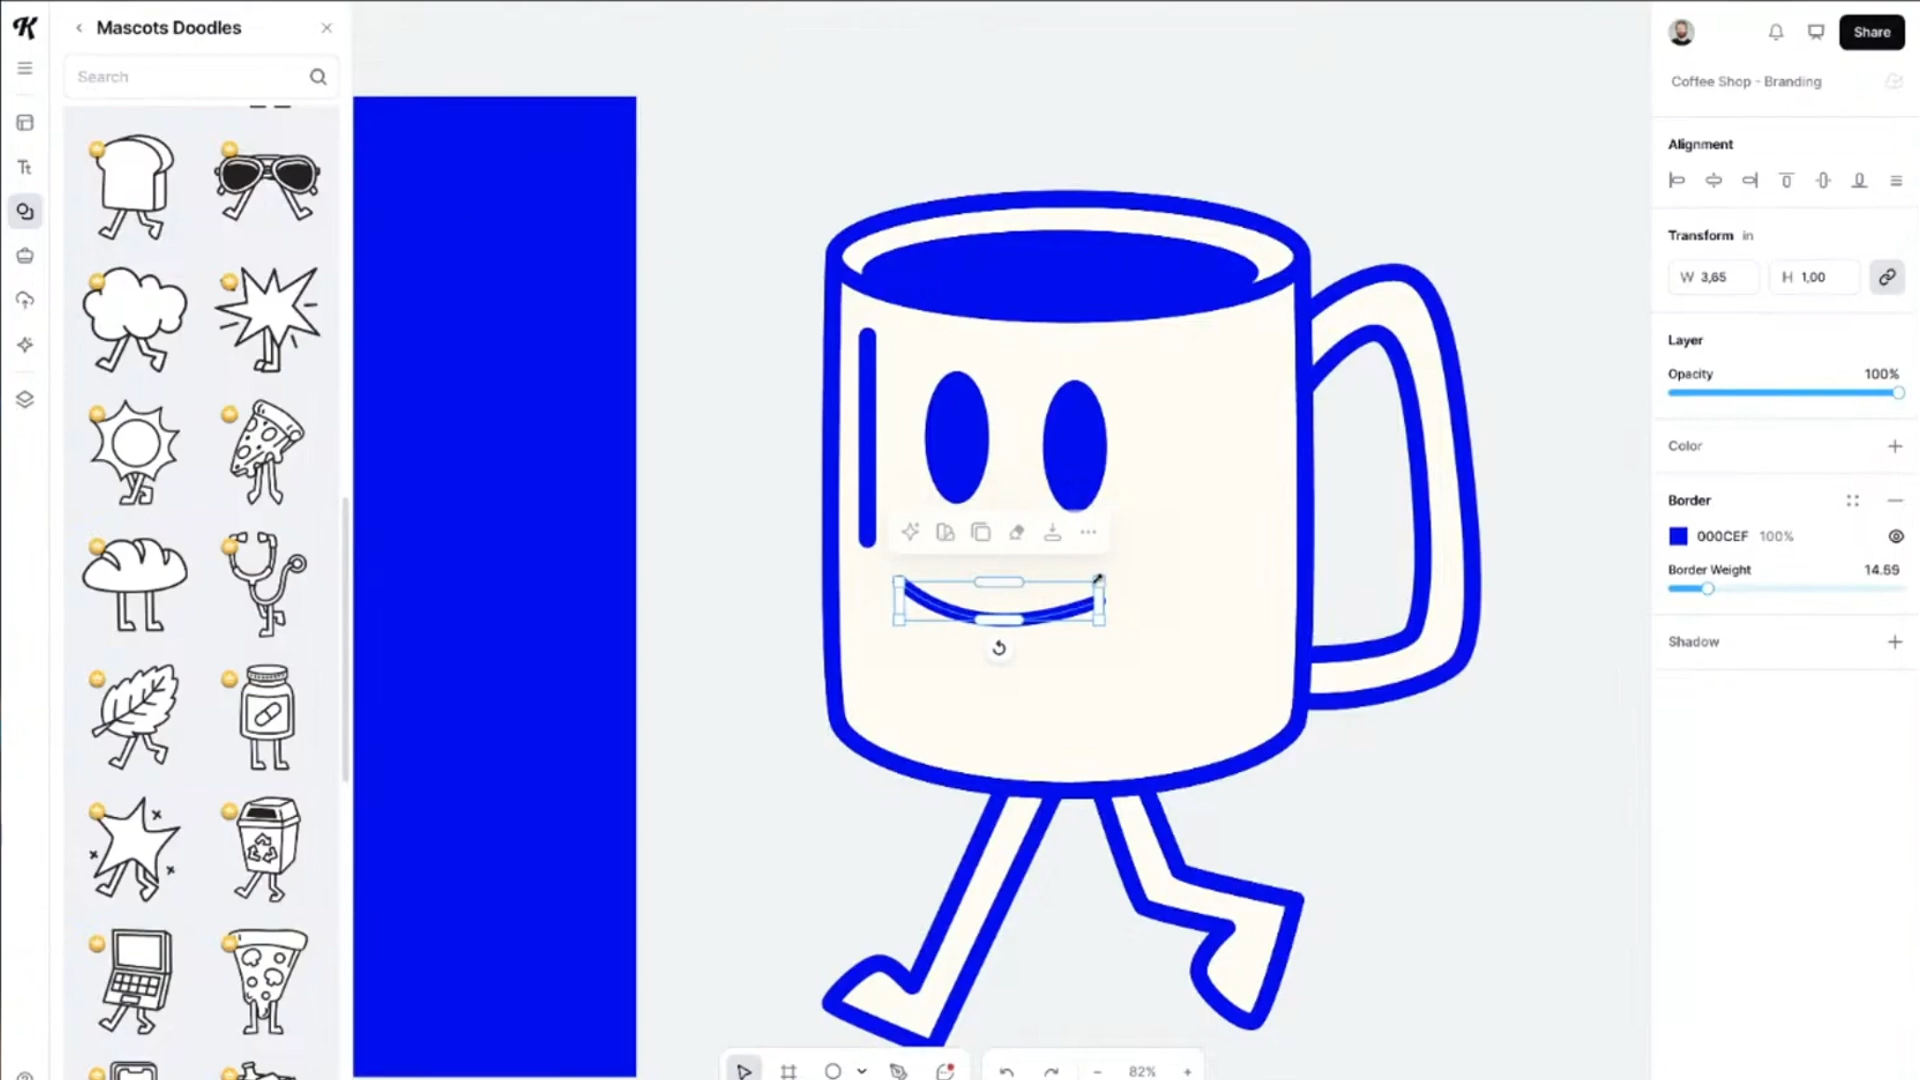 K
Mascots Doodles
Search
Tt
Share
Coffee Shop - Branding
Alignment
Transform in
W 3,65 H 1,00
Layer
Opacity 100%
Color
Border
000CEF 100%
Border Weight 14.69
Shadow
82%